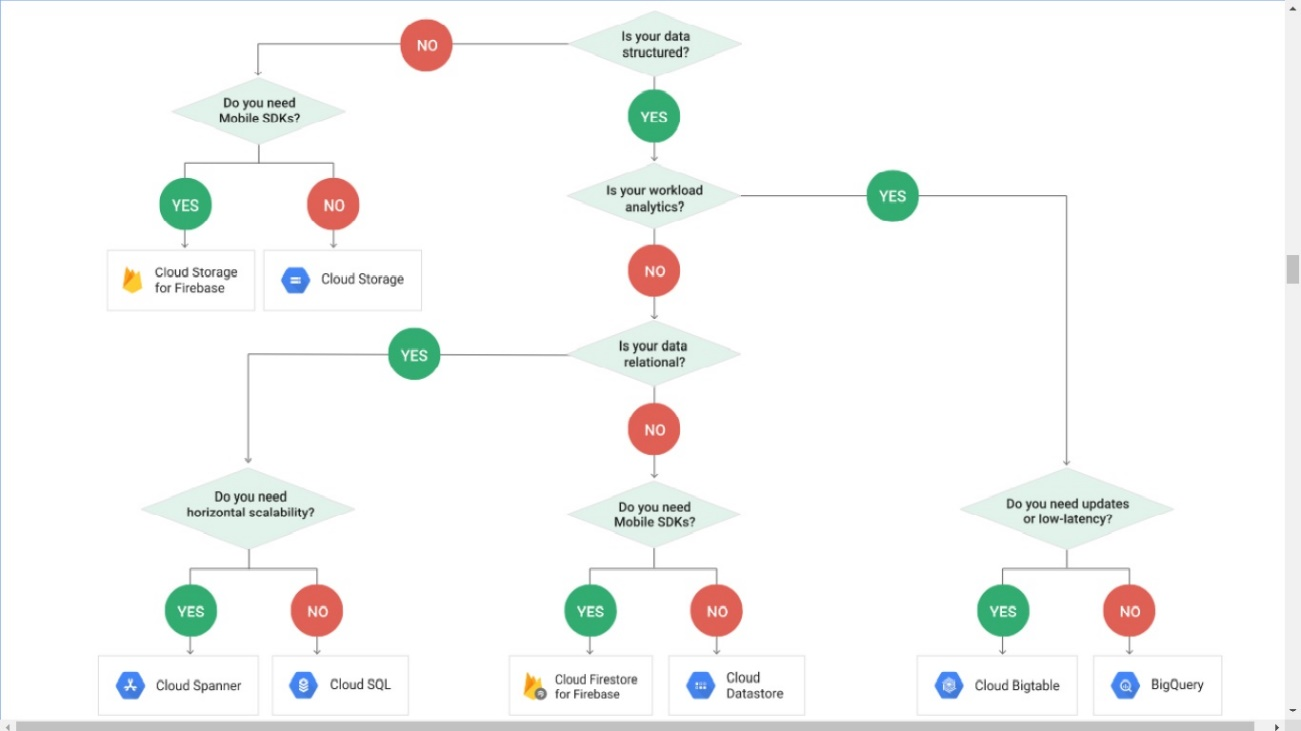 Is your data
structured?
NO
Do you need
Mobile SDKs?
YES
YES
NO
Is your workload
analytics?
YES
Cloud Storage
for Firebase
Cloud Storage
NO
Is your data
relational?
YES
NO
Do you need
horizontal scalability?
Do you need
Mobile SDKs?
Do you need updates
or low-latency?
YES
NO
YES
NO
YES
NO
Cloud Spanner
Cloud SQL
Cloud Firestore
for Firebase
Cloud
Datastore
Cloud Bigtable
BigQuery